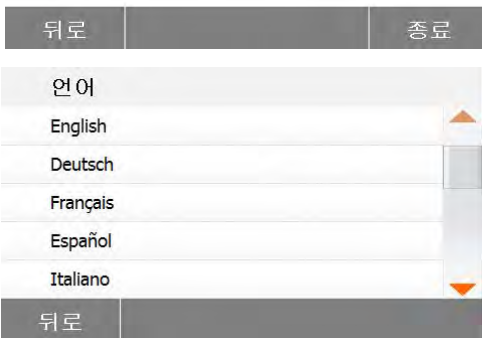 뒤로 종료
언어
English
Deutsch
Français
Español
Italiano
뒤로